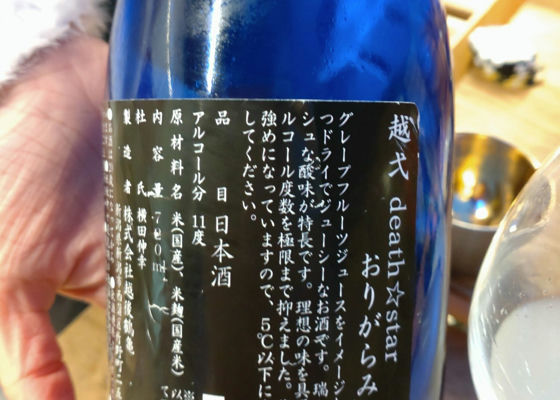 越弌 death☆star
おりがらみ
グレープフルーツジュースをイメージ
つドライでジューシーなお酒です。瑞
シュな酸味が特長です。理想の味を具
ルコール度数を極限まで抑えました。
強めになっていますので、5℃以下に
してください。
品 目 日本酒
アルコール分 11度
原材料名 米(国産)、米麹(国産米)
内容量 720ml
杜氏 横田伸幸
製造者 株式会社越後鶴亀